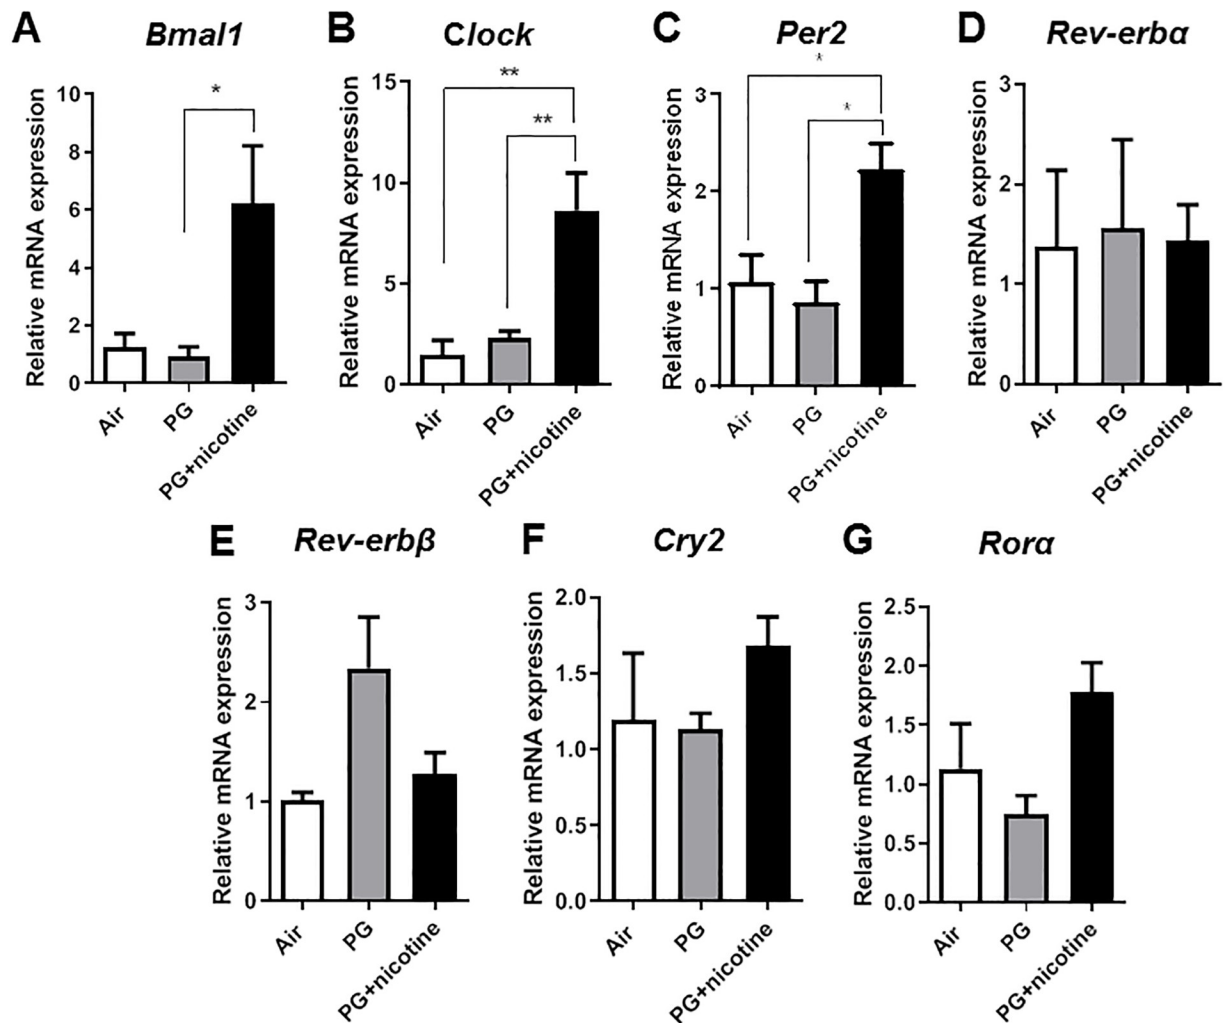 A Bmal1
Relative mRNA expression
10
8
6
4
2
0
*
Air
PG
PG+nicotine
B Clock
Relative mRNA expression
15
10
5
0
**
**
Air
PG
PG+nicotine
C Per2
Relative mRNA expression
3
2
1
0
*
*
Air
PG
PG+nicotine
D Rev-erbα
Relative mRNA expression
3
2
1
0
Air
PG
PG+nicotine
E Rev-erbβ
Relative mRNA expression
3
2
1
0
Air
PG
PG+nicotine
F Cry2
Relative mRNA expression
2.0
1.5
1.0
0.5
0.0
Air
PG
PG+nicotine
G Rorα
Relative mRNA expression
2.5
2.0
1.5
1.0
0.5
0.0
Air
PG
PG+nicotine